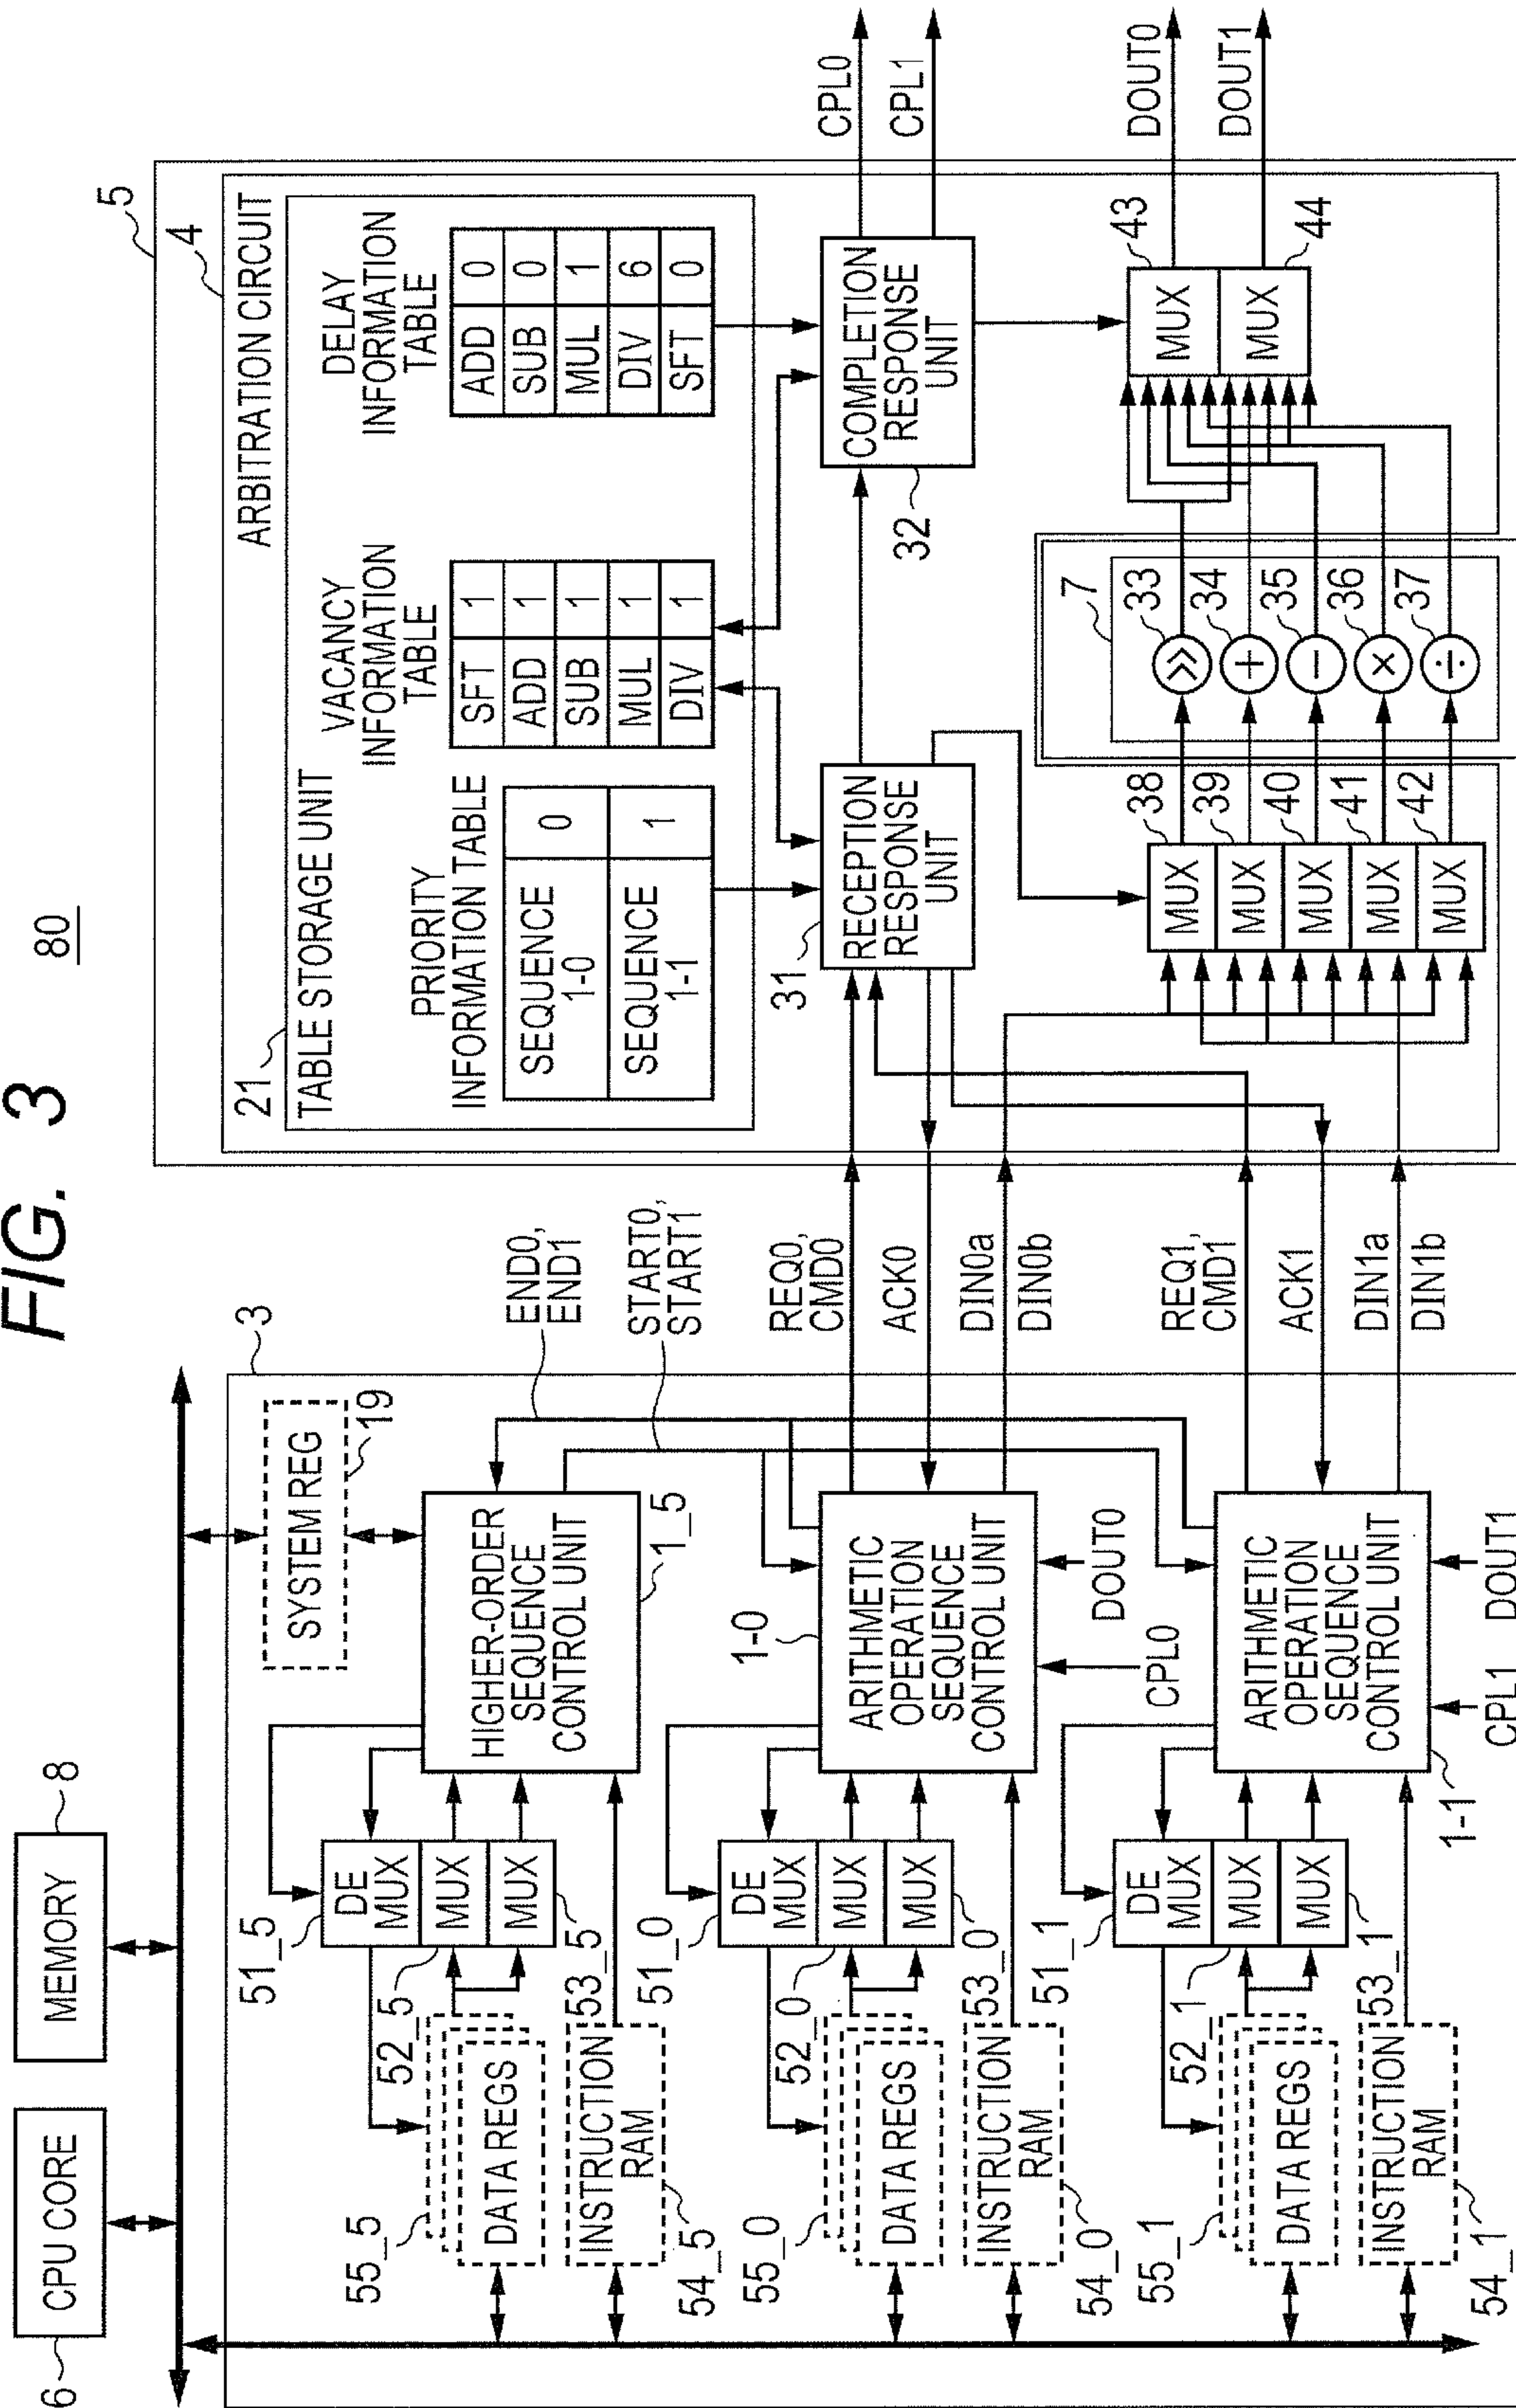 FIG. 3
80
6
CPU CORE
MEMORY
8
3
SYSTEM REG
19
END0,
END1
START0,
START1
55_5
DATA REGS
INSTRUCTION
RAM
54_5
51_5
52_5
53_5
DE
MUX
MUX
MUX
HIGHER-ORDER
SEQUENCE
CONTROL UNIT
1_5
55_0
DATA REGS
INSTRUCTION
RAM
54_0
51_0
52_0
53_0
DE
MUX
MUX
MUX
1-0
ARITHMETIC
OPERATION
SEQUENCE
CONTROL UNIT
CPL0
DOUT0
55_1
DATA REGS
INSTRUCTION
RAM
54_1
51_1
52_1
53_1
DE
MUX
MUX
MUX
1-1
ARITHMETIC
OPERATION
SEQUENCE
CONTROL UNIT
CPL1
DOUT1
REQ0,
CMD0
ACK0
DIN0a
DIN0b
REQ1,
CMD1
ACK1
DIN1a
DIN1b
5
4
ARBITRATION CIRCUIT
21
TABLE STORAGE UNIT
PRIORITY
INFORMATION TABLE
SEQUENCE
1-0
0
SEQUENCE
1-1
1
VACANCY
INFORMATION
TABLE
SFT 1
ADD 1
SUB 1
MUL 1
DIV 1
DELAY
INFORMATION
TABLE
ADD 0
SUB 0
MUL 1
DIV 6
SFT 0
31
RECEPTION
RESPONSE
UNIT
32
COMPLETION
RESPONSE
UNIT
CPL0
CPL1
MUX 38
MUX 39
MUX 40
MUX 41
MUX 42
7
>> 33
+ 34
− 35
× 36
÷ 37
MUX 43
MUX 44
DOUT0
DOUT1